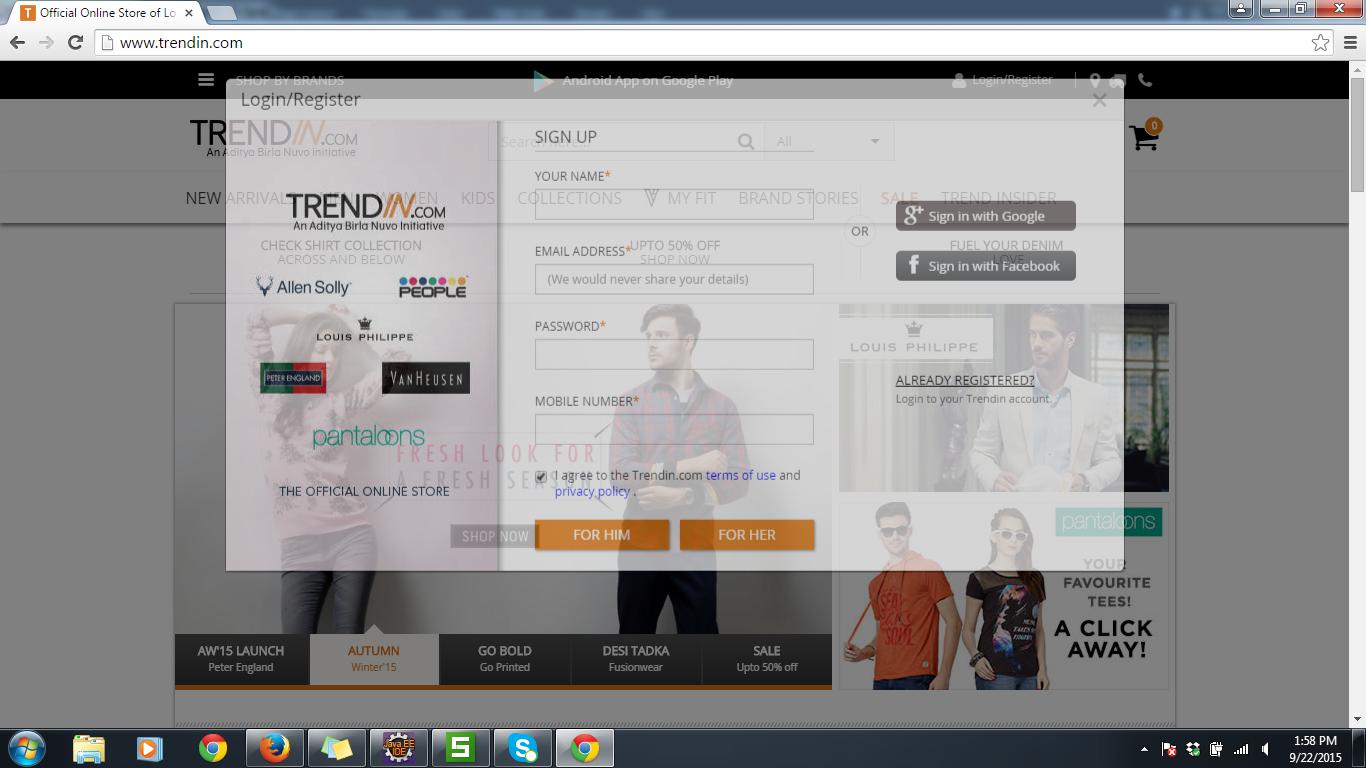 T Official Online Store of Lo
www.trendin.com
SHOP BY BRANDS
Android App on Google Play
Login/Register
Login/Register
TRENDIN.COM
An Aditya Birla Nuvo Initiative
Search here...
All
0
NEW ARRIVALS MEN WOMEN KIDS COLLECTIONS MY FIT BRAND STORIES SALE TREND INSIDER
CHECK SHIRT COLLECTION
ACROSS AND BELOW
UPTO 50% OFF
SHOP NOW
FUEL YOUR DENIM
LOVE
TRENDIN.COM
An Aditya Birla Nuvo Initiative
Allen Solly
PEOPLE
LOUIS PHILIPPE
PETER ENGLAND
VANHEUSEN
pantaloons
THE OFFICIAL ONLINE STORE
SIGN UP
YOUR NAME*
EMAIL ADDRESS*
(We would never share your details)
PASSWORD*
MOBILE NUMBER*
I agree to the Trendin.com terms of use and
privacy policy .
FOR HIM
FOR HER
OR
g+ Sign in with Google
f Sign in with Facebook
ALREADY REGISTERED?
Login to your Trendin account.
FRESH LOOK FOR
A FRESH SEASON
SHOP NOW
LOUIS PHILIPPE
pantaloons
YOUR
FAVOURITE
TEES!
A CLICK
AWAY!
AW'15 LAUNCH
Peter England
AUTUMN
Winter'15
GO BOLD
Go Printed
DESI TADKA
Fusionwear
SALE
Upto 50% off
Java EE
IDE
S
1:58 PM
9/22/2015